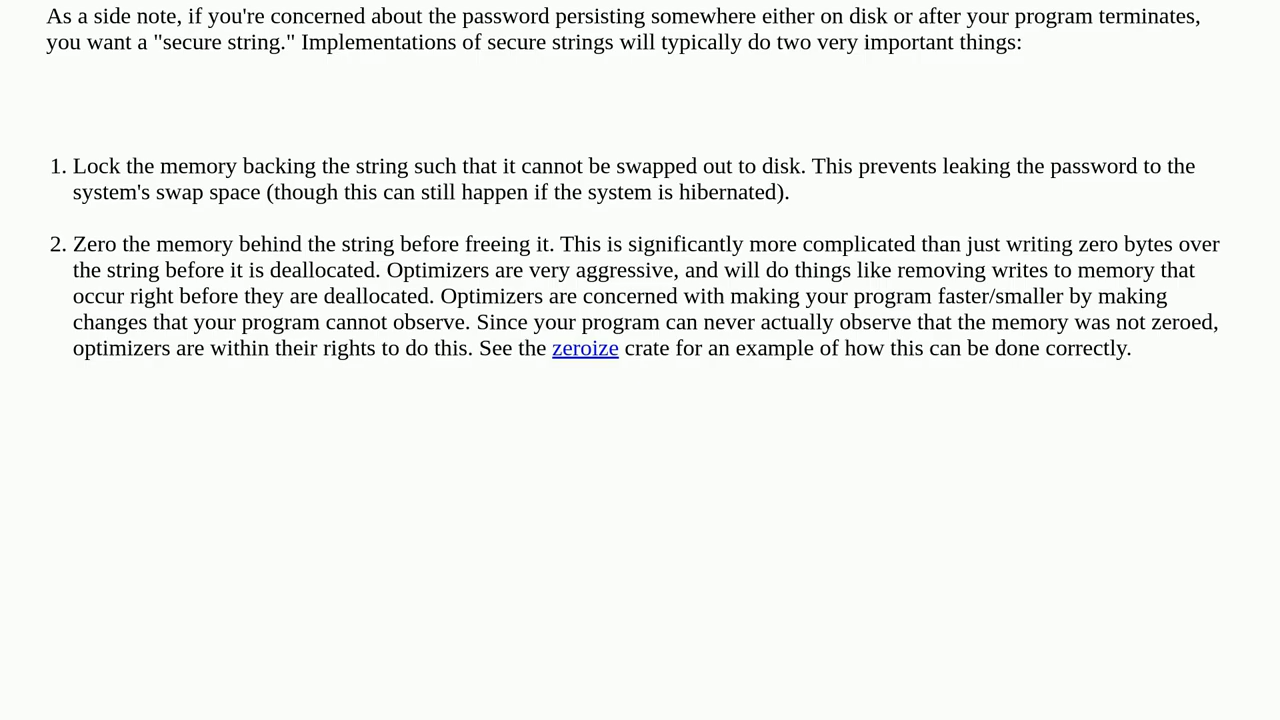 As a side note, if you're concerned about the password persisting somewhere either on disk or after your program terminates,
you want a "secure string." Implementations of secure strings will typically do two very important things:
1. Lock the memory backing the string such that it cannot be swapped out to disk. This prevents leaking the password to the
system's swap space (though this can still happen if the system is hibernated).
2. Zero the memory behind the string before freeing it. This is significantly more complicated than just writing zero bytes over
the string before it is deallocated. Optimizers are very aggressive, and will do things like removing writes to memory that
occur right before they are deallocated. Optimizers are concerned with making your program faster/smaller by making
changes that your program cannot observe. Since your program can never actually observe that the memory was not zeroed,
optimizers are within their rights to do this. See the zeroize crate for an example of how this can be done correctly.